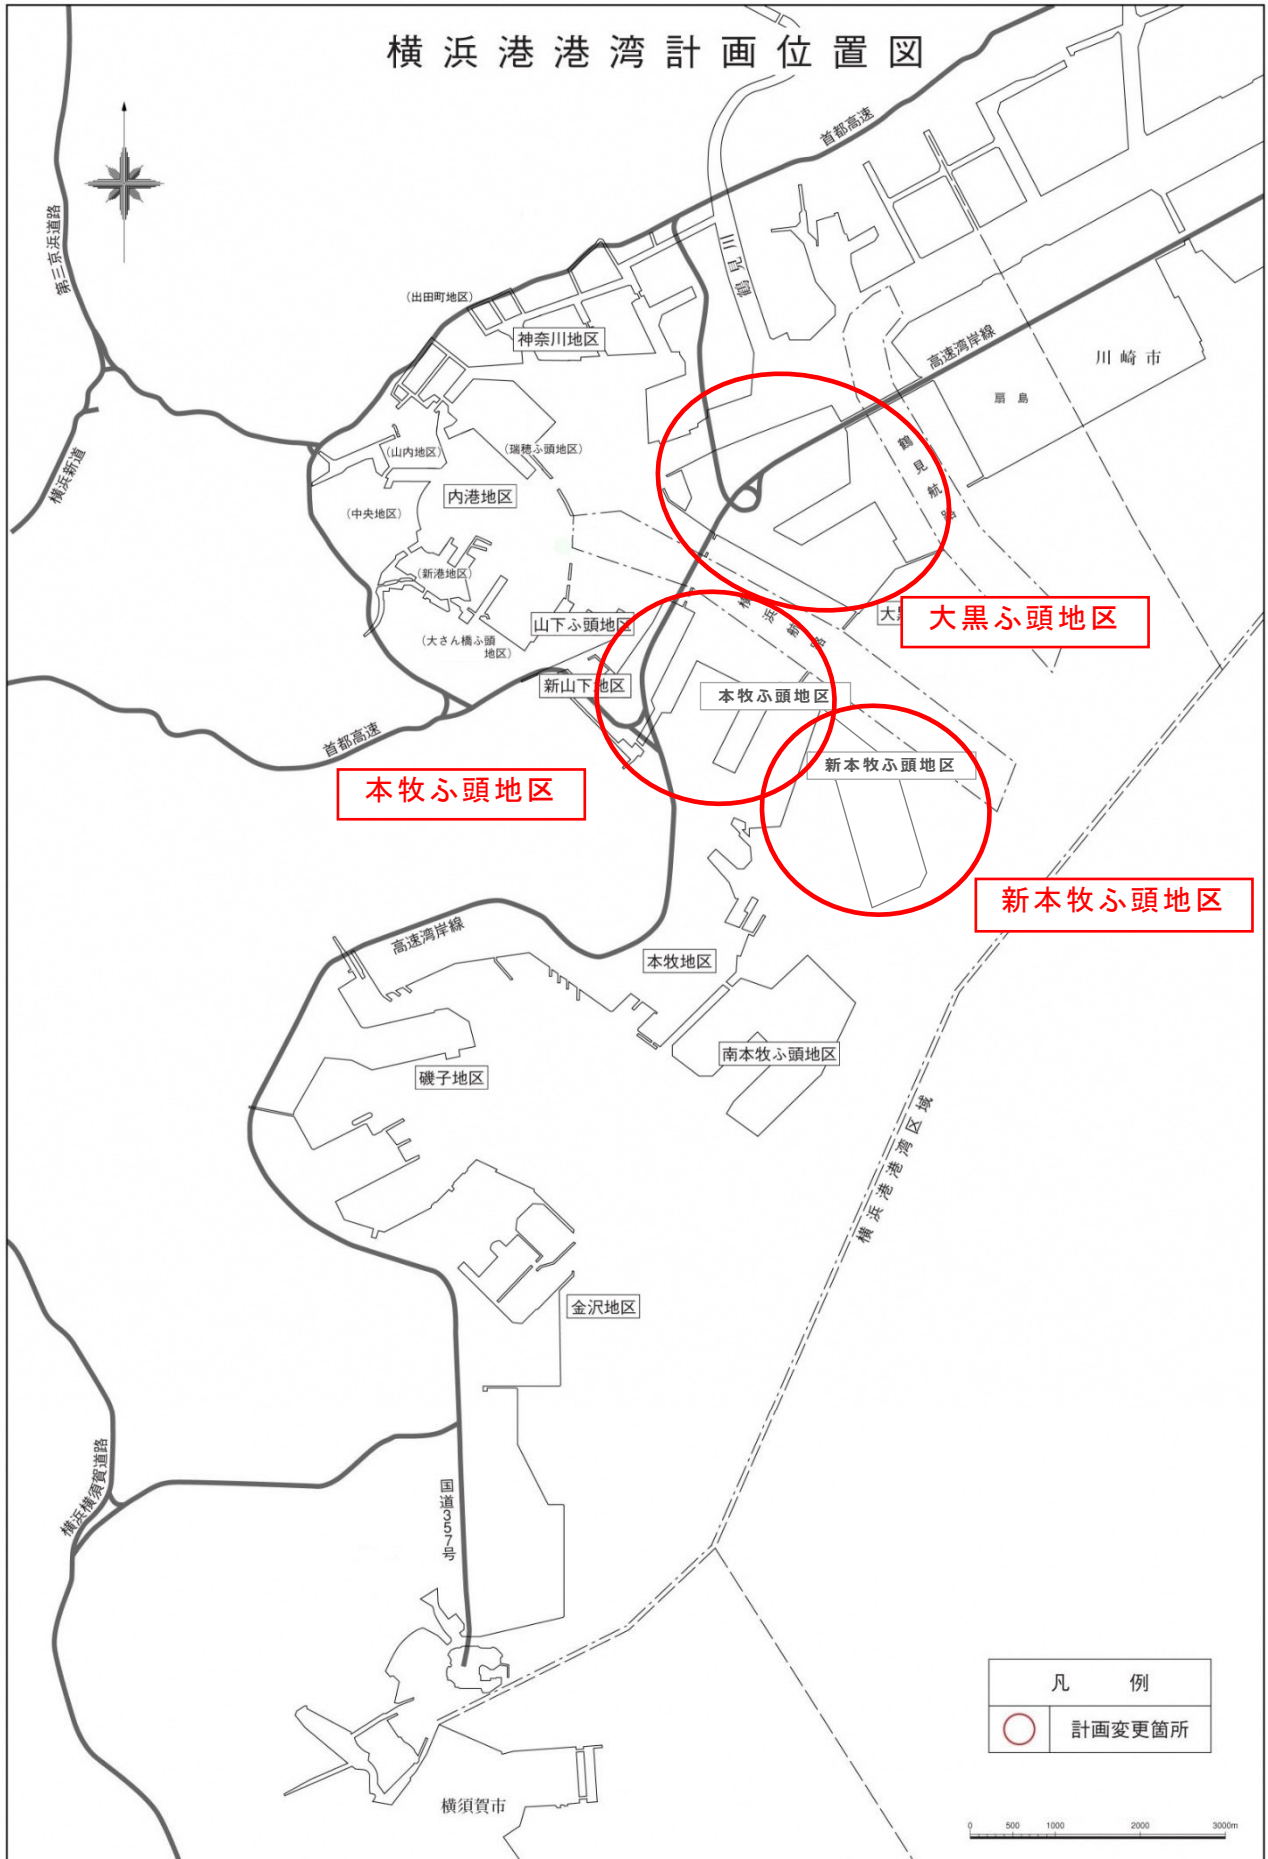 横浜港港湾計画位置図
首都高速
第三京浜道路
鶴見川
(出田町地区)
神奈川地区
高速湾岸線
川崎市
扇島
横浜新道
(山内地区)
(瑞穂ふ頭地区)
鶴見航路
内港地区
(中央地区)
(新港地区)
横浜航路
山下ふ頭地区
大黒ふ頭地区
(大さん橋ふ頭
地区)
新山下地区
本牧ふ頭地区
首都高速
新本牧ふ頭地区
本牧ふ頭地区
新本牧ふ頭地区
高速湾岸線
本牧地区
南本牧ふ頭地区
磯子地区
横浜港港湾区域
金沢地区
横浜横須賀道路
国道357号
凡例
計画変更箇所
横須賀市
0 500 1000 2000 3000m